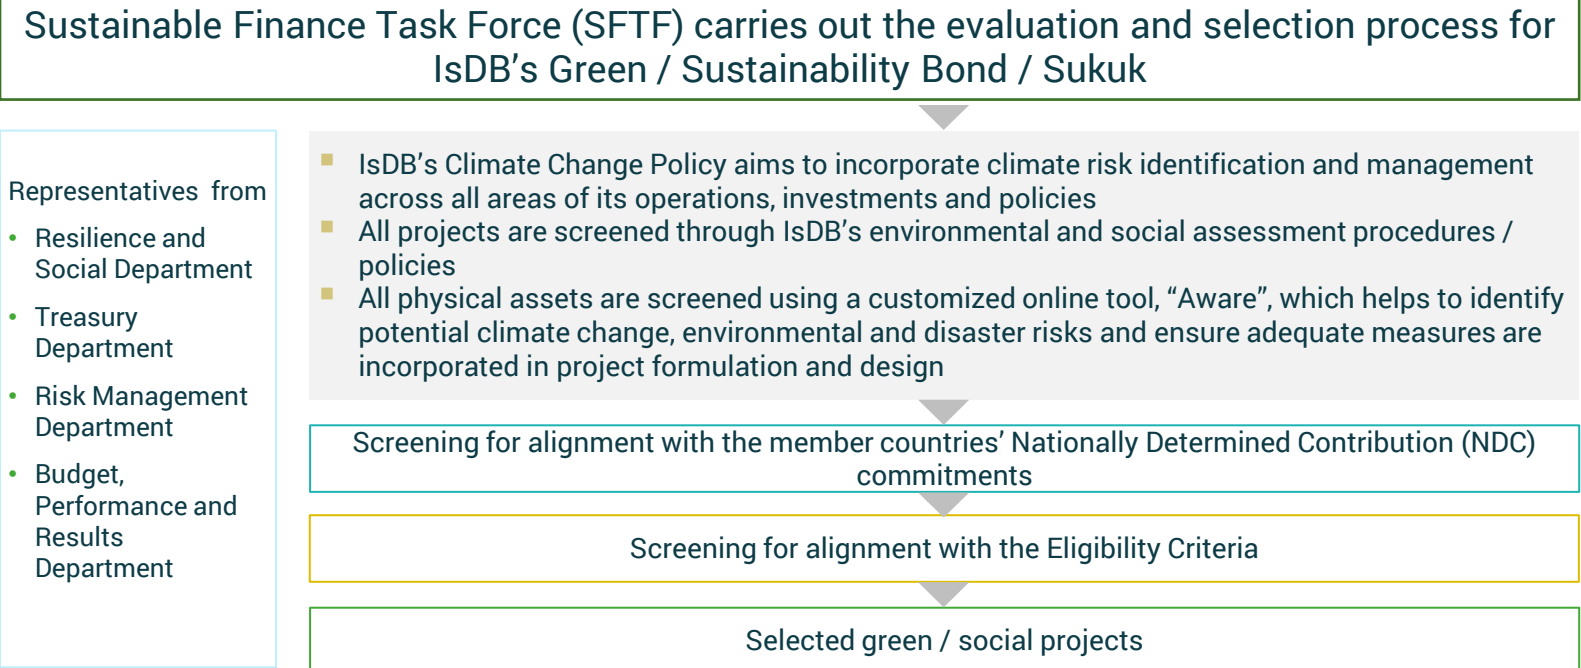 Sustainable Finance Task Force (SFTF) carries out the evaluation and selection process for
IsDB's Green / Sustainability Bond / Sukuk
Representatives from
• Resilience and
Social Department
• Treasury
Department
• Risk Management
Department
• Budget,
Performance and
Results
Department
▪ IsDB's Climate Change Policy aims to incorporate climate risk identification and management
across all areas of its operations, investments and policies
▪ All projects are screened through IsDB's environmental and social assessment procedures /
policies
▪ All physical assets are screened using a customized online tool, “Aware”, which helps to identify
potential climate change, environmental and disaster risks and ensure adequate measures are
incorporated in project formulation and design
Screening for alignment with the member countries' Nationally Determined Contribution (NDC)
commitments
Screening for alignment with the Eligibility Criteria
Selected green / social projects